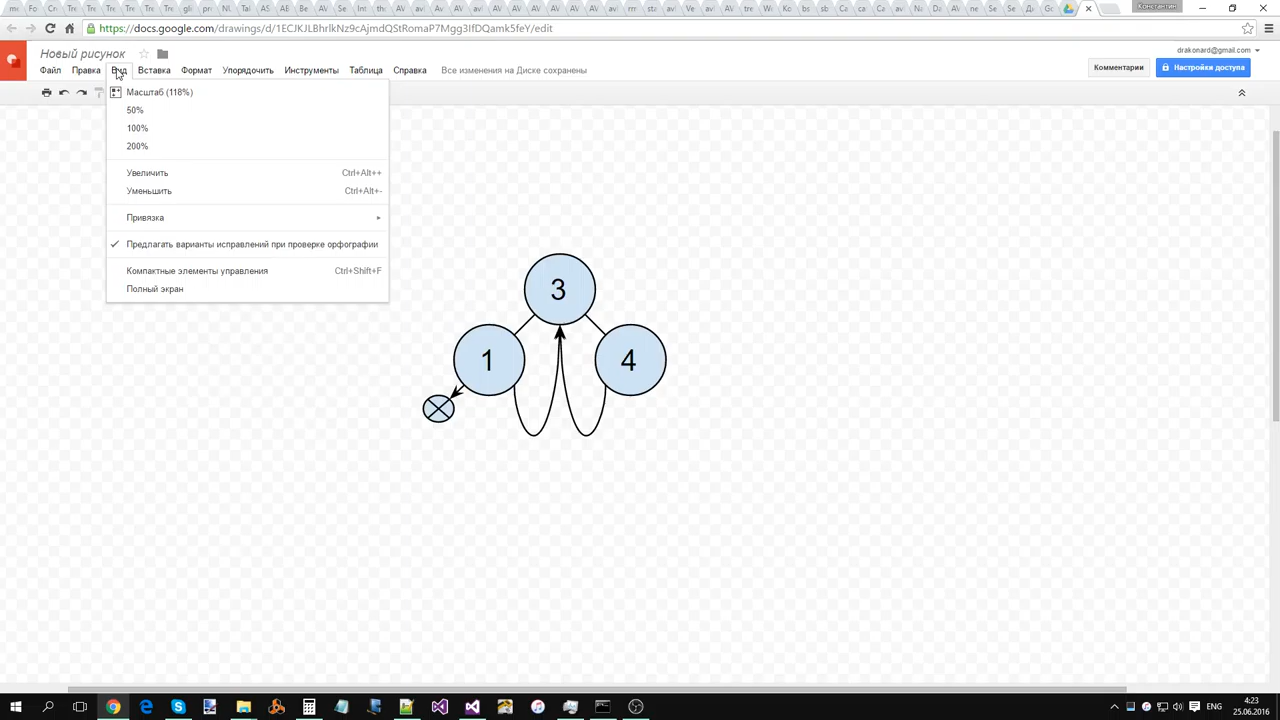 Константин
https://docs.google.com/drawings/d/1ECJKJLBhrlkNz9cAjmdQStRomaP7Mgg3IfDQamk5feY/edit
Новый рисунок
drakonard@gmail.com
Файл Правка Вид Вставка Формат Упорядочить Инструменты Таблица Справка Все изменения на Диске сохранены
Комментарии Настройки доступа
Масштаб (118%)
50%
100%
200%
Увеличить Ctrl+Alt++
Уменьшить Ctrl+Alt+-
Привязка
Предлагать варианты исправлений при проверке орфографии
Компактные элементы управления Ctrl+Shift+F
Полный экран
3
1 4
ENG
4:23
25.06.2016